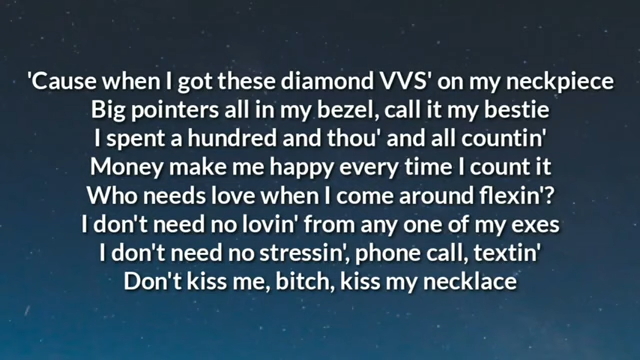 'Cause when I got these diamond VVS' on my neckpiece
Big pointers all in my bezel, call it my bestie
I spent a hundred and thou' and all countin'
Money make me happy every time I count it
Who needs love when I come around flexin'?
I don't need no lovin' from any one of my exes
I don't need no stressin', phone call, textin'
Don't kiss me, bitch, kiss my necklace